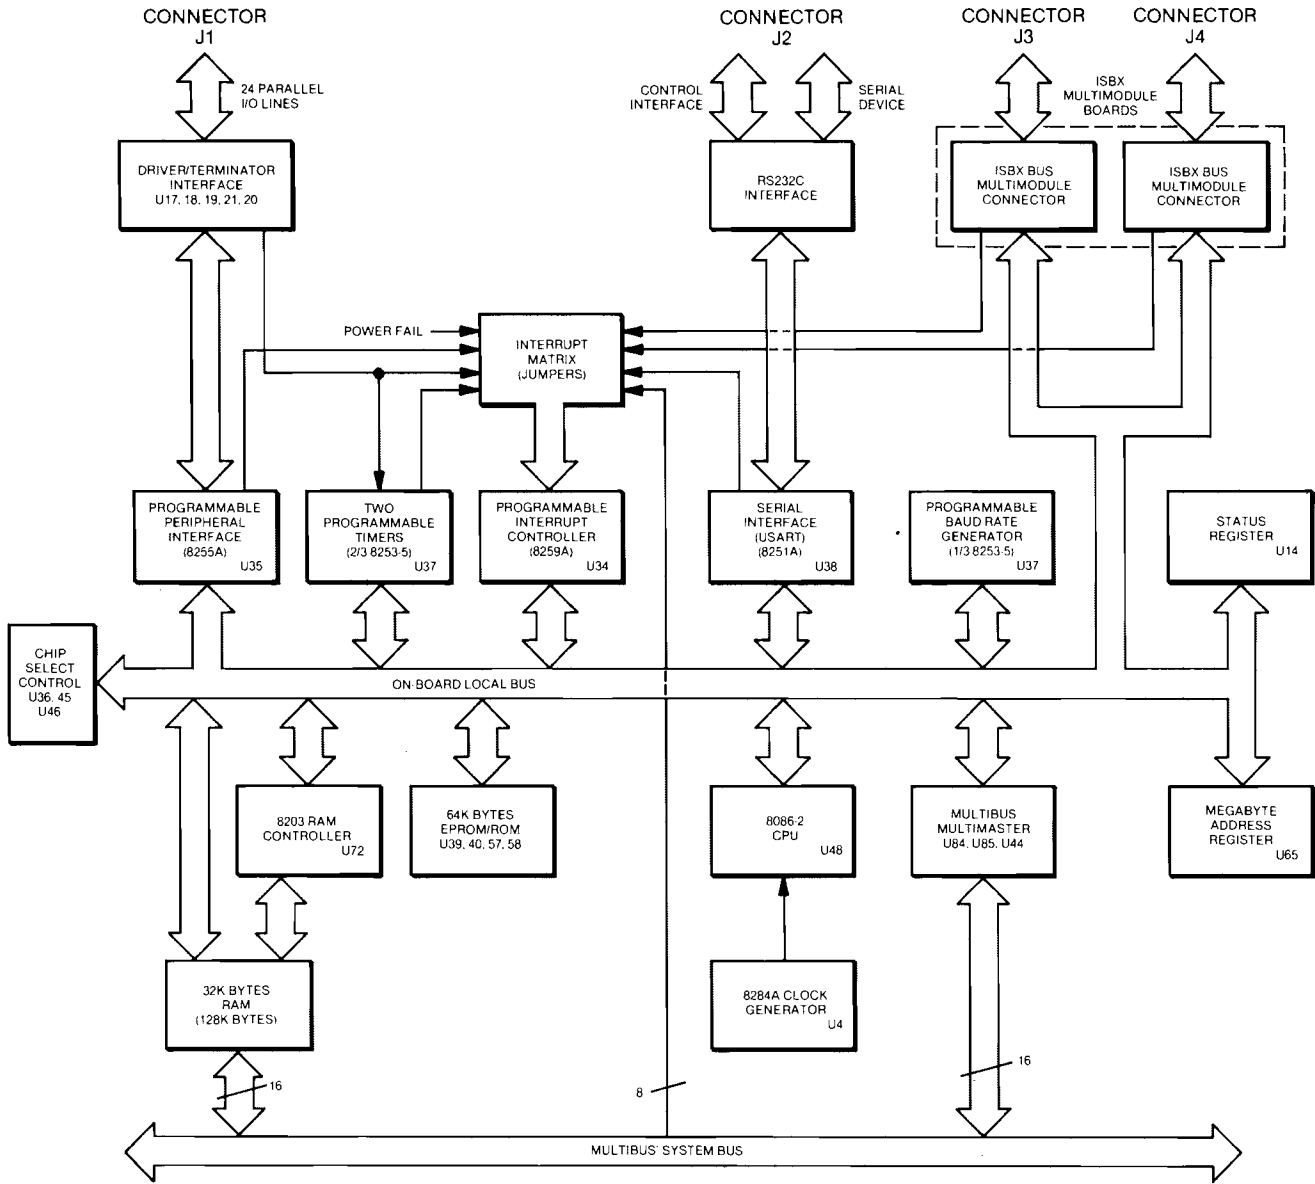 CONNECTOR
J1
CONNECTOR
J2
CONNECTOR
J3
CONNECTOR
J4
24 PARALLEL
I/O LINES
CONTROL
INTERFACE
SERIAL
DEVICE
ISBX
MULTIMODULE
BOARDS
DRIVER/TERMINATOR
INTERFACE
U17, 18, 19, 21, 20
RS232C
INTERFACE
ISBX BUS
MULTIMODULE
CONNECTOR
ISBX BUS
MULTIMODULE
CONNECTOR
POWER FAIL
INTERRUPT
MATRIX
(JUMPERS)
PROGRAMMABLE
PERIPHERAL
INTERFACE
(8255A)
U35
TWO
PROGRAMMABLE
TIMERS
(2/3 8253-5)
U37
PROGRAMMABLE
INTERRUPT
CONTROLLER
(8259A)
U34
SERIAL
INTERFACE
(USART)
(8251A)
U38
PROGRAMMABLE
BAUD RATE
GENERATOR
(1/3 8253-5)
U37
STATUS
REGISTER
U14
CHIP
SELECT
CONTROL
U36, 45
U46
ON-BOARD LOCAL BUS
8203 RAM
CONTROLLER
U72
64K BYTES
EPROM/ROM
U39, 40, 57, 58
8086-2
CPU
U48
MULTIBUS
MULTIMASTER
U84, U85, U44
MEGABYTE
ADDRESS
REGISTER
U65
32K BYTES
RAM
(128K BYTES)
8284A CLOCK
GENERATOR
U4
16
8
16
MULTIBUS' SYSTEM BUS